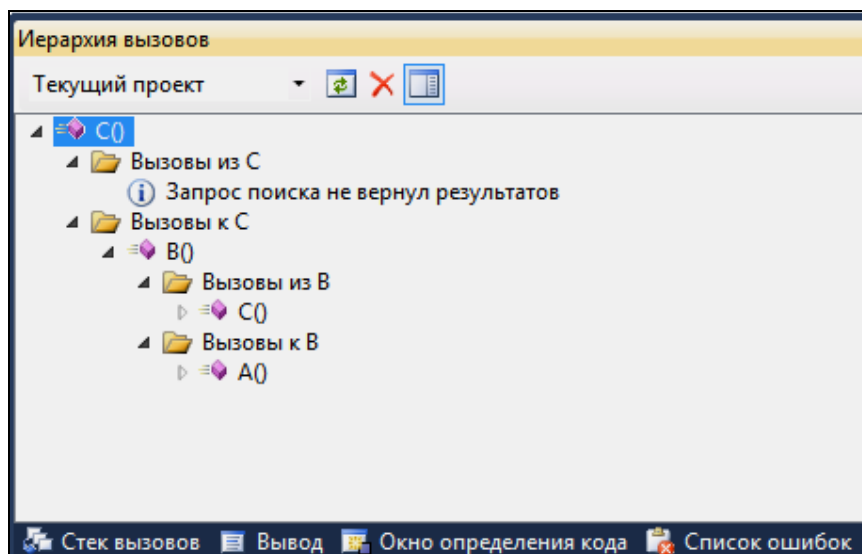 Иерархия вызовов
Текущий проект
C()
Вызовы из C
Запрос поиска не вернул результатов
Вызовы к C
B()
Вызовы из B
C()
Вызовы к B
A()
Стек вызовов Вывод Окно определения кода Список ошибок